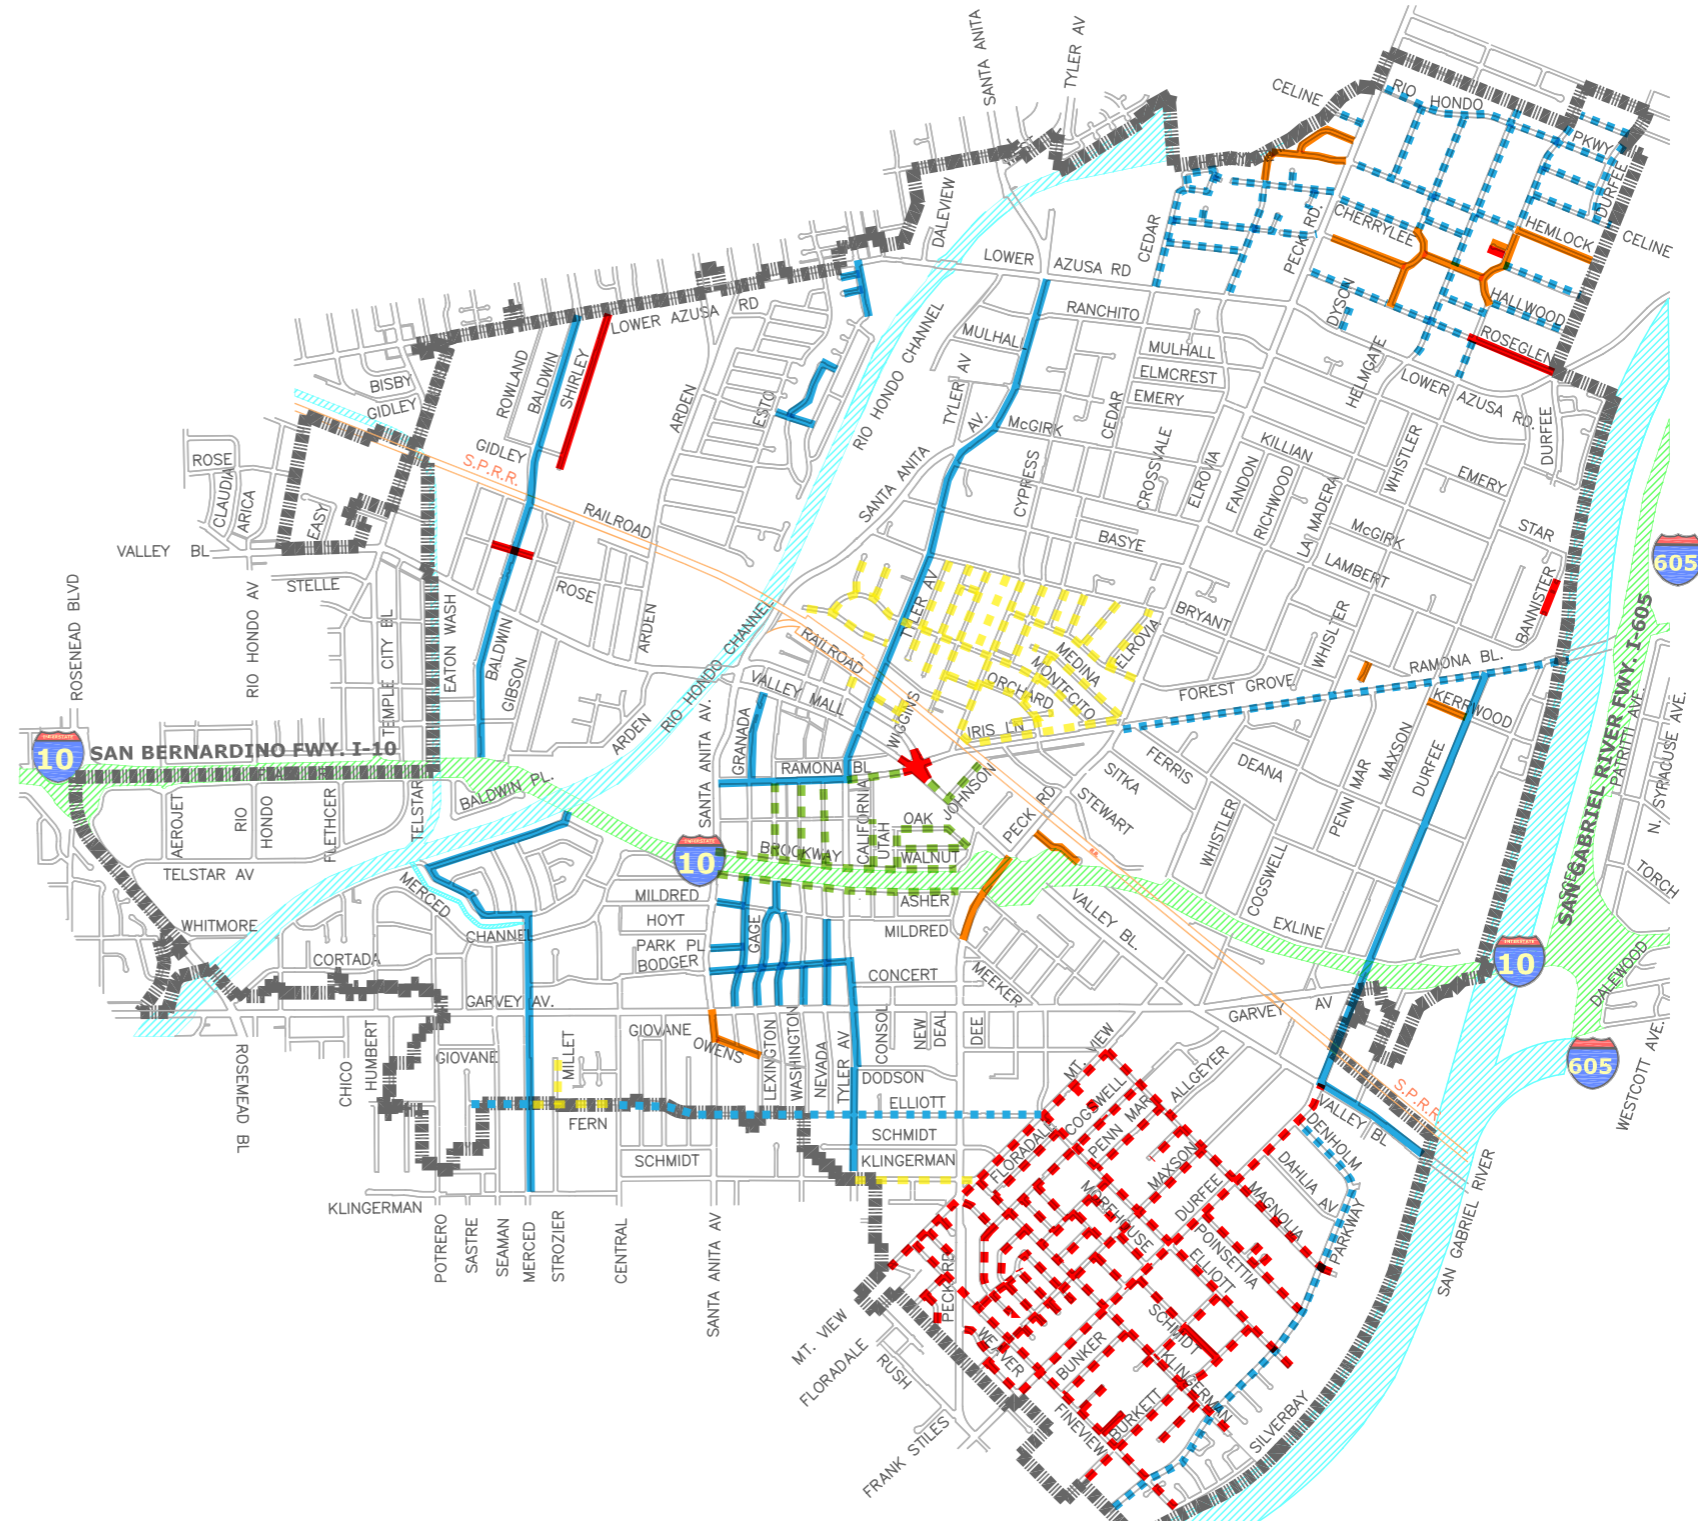 SANTA ANITA
TYLER AV
CELINE
RIO HONDO
PKWY
DURFEE
CELINE
DALEVIEW
CEDAR
PECK RD.
CHERRYLEE
HEMLOCK
LOWER AZUSA RD
DYSON
HALLWOOD
ROSEGLEN
RANCHITO
LOWER AZUSA RD
MULHALL
MULHALL
ELMCREST
EMERY
HELMGATE
LOWER AZUSA RD.
DURFEE
ROWLAND
BALDWIN
SHIRLEY
BISBY
GIDLEY
ARDEN
ESITO
RIO HONDO CHANNEL
TYLER AV
AV.
McGIRK
CEDAR
GIDLEY
S.P.R.R.
ROSE
CLAUDIA
ARICA
EASY
SANTA ANITA
CYPRESS
CROSSVALE
ELROVIA
FANDON
RICHWOOD
KILLIAN
LA MADERA
WHISTLER
EMERY
STAR
McGIRK
LAMBERT
BANNISTER
605
RAILROAD
BASYE
VALLEY BL
STELLE
ROSE
ROSEMEAD BLVD
RIO HONDO AV
TEMPLE CITY BL
EATON WASH
BALDWIN
GIBSON
ARDEN
ARDEN
RIO HONDO CHANNEL
RAILROAD
TYLER AV
BRYANT
ELROVIA
MEDINA
MONTECITO
ORCHARD
WHISLTER
RAMONA BL.
FOREST GROVE
KERRWOOD
VALLEY MALL
WIGGINS
IRIS LN
GRANADA
SANTA ANITA AV.
RAMONA BL
10
SAN BERNARDINO FWY. I-10
BALDWIN PL.
AEROJET
RIO HONDO
FLETHCER
TELSTAR
TELSTAR AV
JOHNSON
PECK RD
SITKA
FERRIS
DEANA
STEWART
WHISTLER
COGSWELL
PENN MAR
MAXSON
DURFEE
SAN GABRIEL RIVER FWY. I-605
PATRITTI AVE.
N. SYRACUSE AVE.
TORCH
CALIFORNIA
UTAH
OAK
WALNUT
BROCKWAY
10
ASHER
MILDRED
MILDRED
HOYT
PARK PL
BODGER
GAGE
MERCED
CHANNEL
WHITMORE
CORTADA
GARVEY AV.
CONCERT
MEEKER
VALLEY BL.
EXLINE
10
GARVEY AV
DALEWOOD
605
WESTCOTT AVE.
CHICO
HUMBERT
GIOVANE
MILLET
GIOVANE
OWENS
LEXINGTON
WASHINGTON
NEVADA
TYLER AV
CONSOL
NEW DEAL
DEE
DODSON
ELLIOTT
FERN
SCHMIDT
SCHMIDT
KLINGERMAN
KLINGERMAN
ROSEMEAD BL
POTRERO
SASTRE
SEAMAN
MERCED
STROZIER
CENTRAL
SANTA ANITA AV
MT. VIEW
COGSWELL
FLORADALE
PENN MAR
ALLGEYER
MAXSON
MOREHOUSE
DURFEE
DENHOLM
DAHLIA AV
MAGNOLIA
POINSETTIA
ELLIOTT
PARKWAY
VALLEY BL
S.P.R.R.
SAN GABRIEL RIVER
PECK RD
WEAVER
BUNKER
SCHMIDT
KLINGERMAN
BURKETT
FINEVIEW
SILVERBAY
MT. VIEW
FLORADALE
RUSH
FRANK STILES